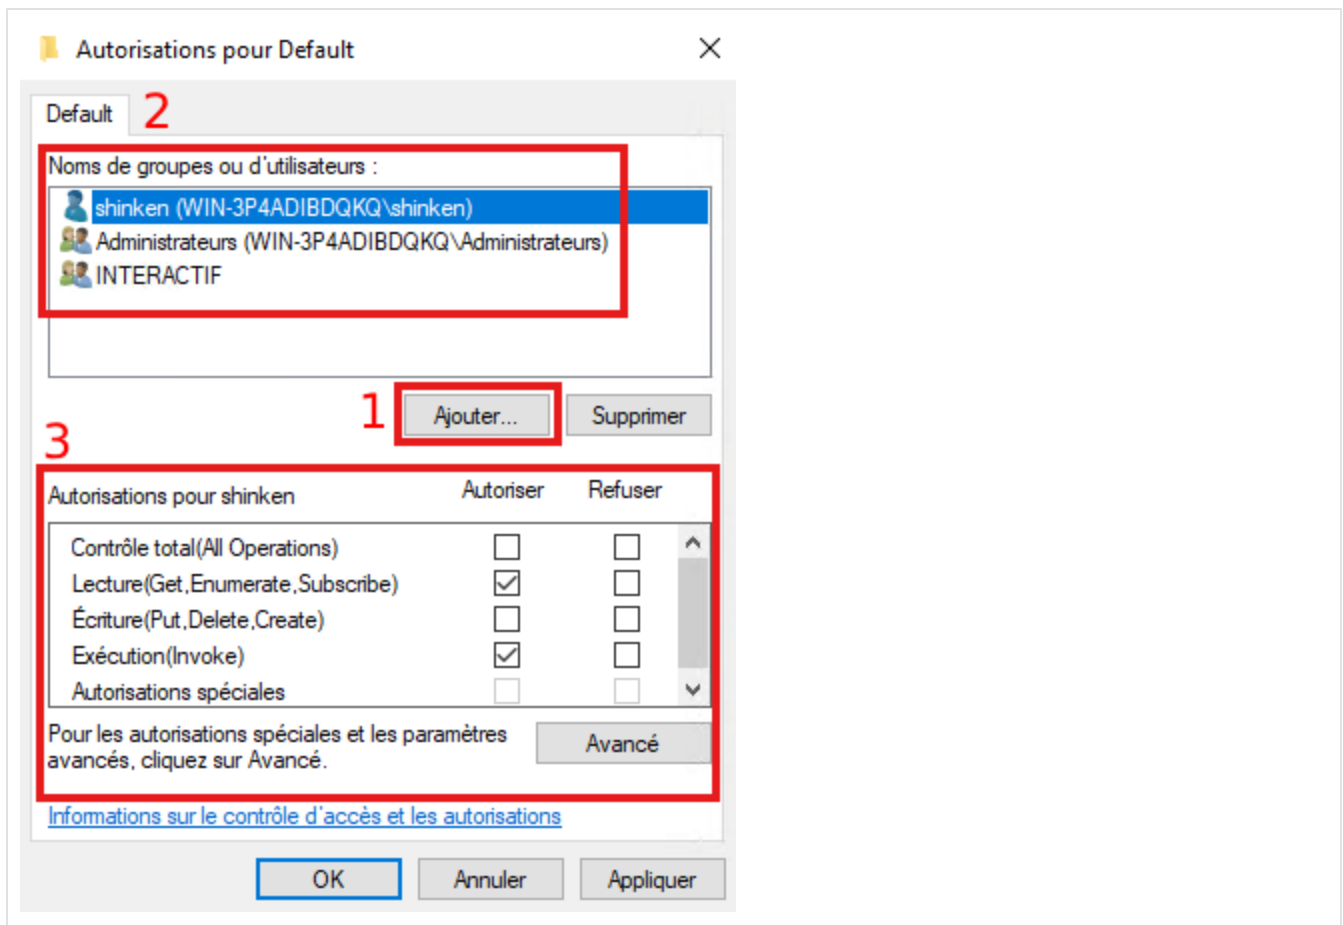 Autorisations pour Default
Default 2
Noms de groupes ou d'utilisateurs :
shinken (WIN-3P4ADIBDQKQ\shinken)
Administrateurs (WIN-3P4ADIBDQKQ\Administrateurs)
INTERACTIF
1 Ajouter... Supprimer
3
Autorisations pour shinken Autoriser Refuser
Contrôle total(All Operations)
Lecture(Get,Enumerate,Subscribe)
Écriture(Put,Delete,Create)
Exécution(Invoke)
Autorisations spéciales
Pour les autorisations spéciales et les paramètres
avancés, cliquez sur Avancé.
Avancé
Informations sur le contrôle d'accès et les autorisations
OK Annuler Appliquer